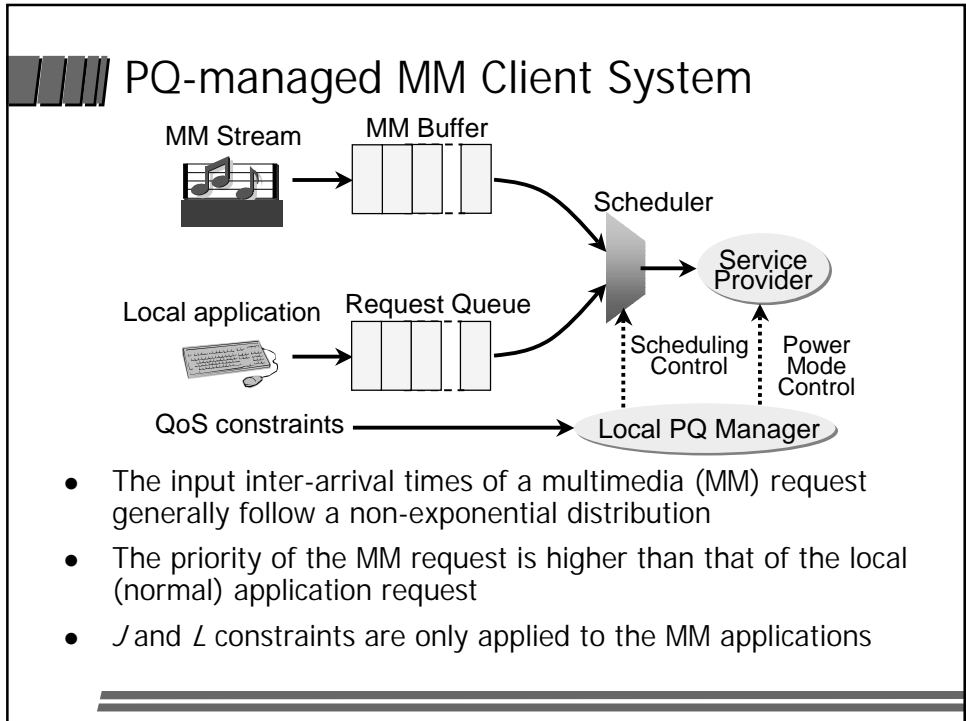 PQ-managed MM Client System
MM Stream
MM Buffer
Scheduler
Service
Provider
Local application
Request Queue
Scheduling
Control
Power
Mode
Control
QoS constraints
Local PQ Manager
● The input inter-arrival times of a multimedia (MM) request
generally follow a non-exponential distribution
● The priority of the MM request is higher than that of the local
(normal) application request
● J and L constraints are only applied to the MM applications